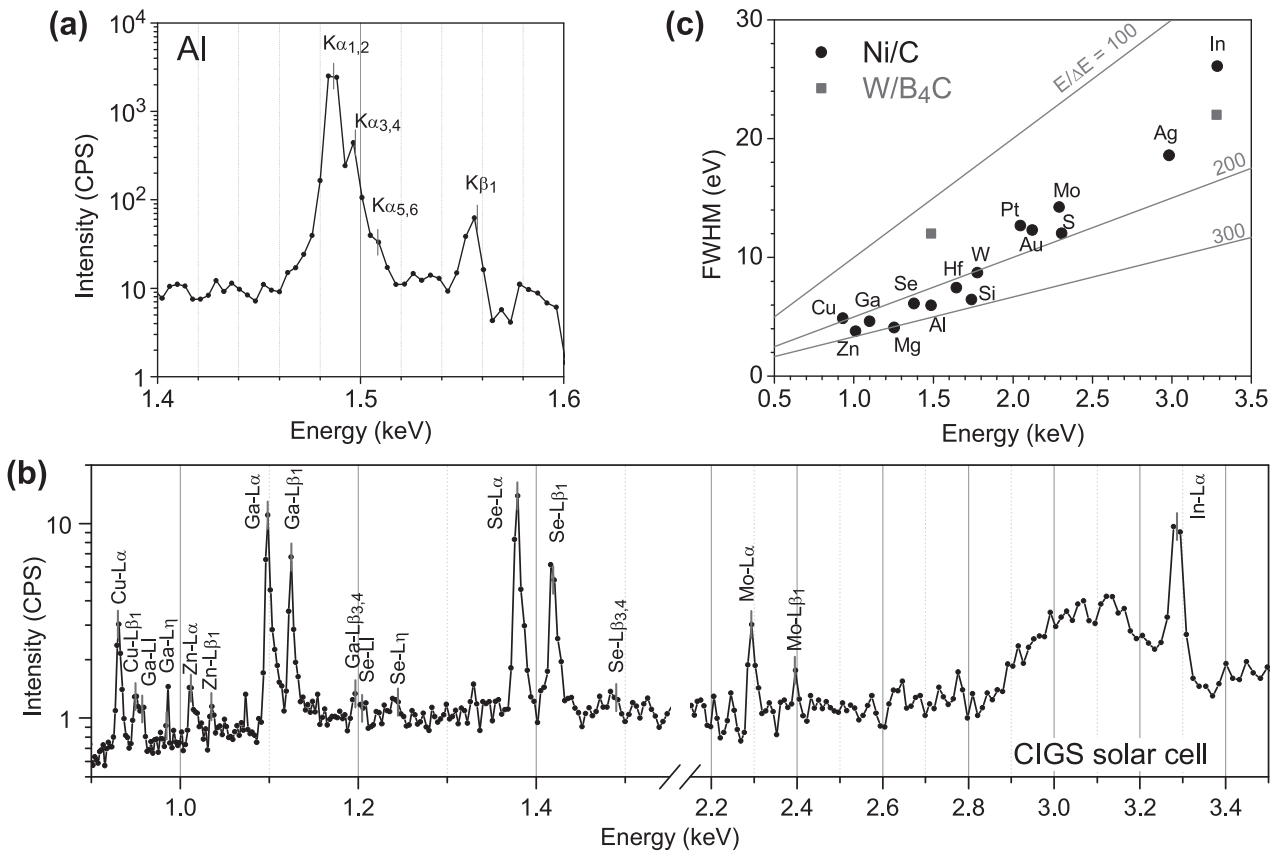 (a)
Al
Kα1,2
Kα3,4
Kα5,6
Kβ1
10⁴
10³
10²
10
1
Intensity (CPS)
1.4
1.5
1.6
Energy (keV)
(c)
Ni/C
W/B₄C
E/ΔE = 100
200
300
In
Ag
Mo
Pt
S
Au
W
Hf
Si
Se
Al
Cu
Ga
Zn
Mg
30
20
10
0
FWHM (eV)
0.5
1.0
1.5
2.0
2.5
3.0
3.5
Energy (keV)
(b)
10
1
Intensity (CPS)
Cu-Lα
Cu-Lβ1
Ga-Ll
Ga-Lη
Zn-Lα
Zn-Lβ1
Ga-Lα
Ga-Lβ1
Ga-Lβ3,4
Se-Ll
Se-Lη
Se-Lα
Se-Lβ1
Se-Lβ3,4
Mo-Lα
Mo-Lβ1
In-Lα
CIGS solar cell
1.0
1.2
1.4
2.2
2.4
2.6
2.8
3.0
3.2
3.4
Energy (keV)